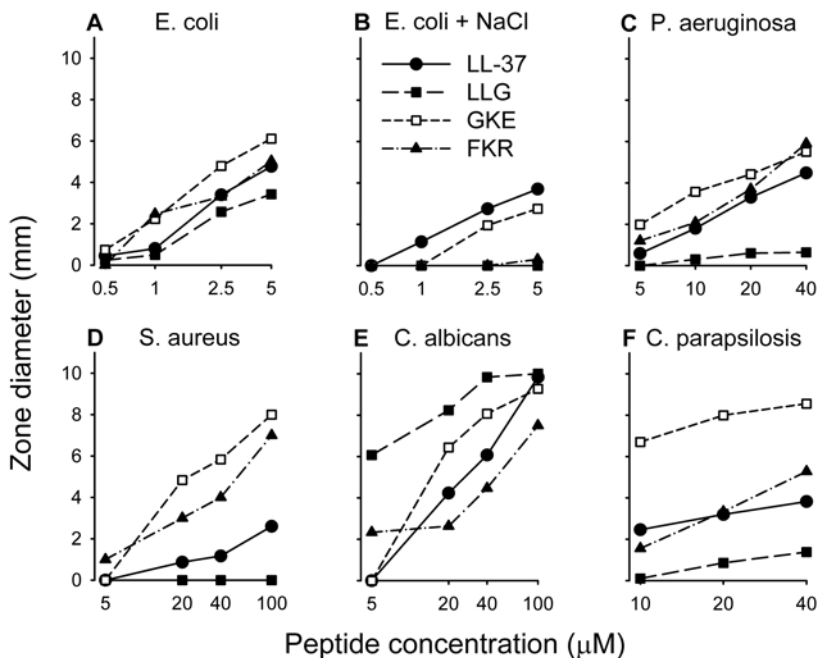 A E. coli
B E. coli + NaCl
C P. aeruginosa
10
8
6
4
2
0
LL-37
LLG
GKE
FKR
0.5 1 2.5 5
0.5 1 2.5 5
5 10 20 40
D S. aureus
E C. albicans
F C. parapsilosis
10
8
6
4
2
0
5 20 40 100
5 20 40 100
10 20 40
Zone diameter (mm)
Peptide concentration (μM)